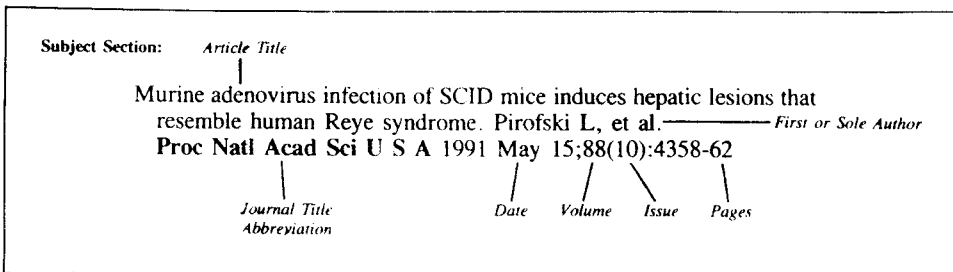 Subject Section: Article Title
Murine adenovirus infection of SCID mice induces hepatic lesions that
resemble human Reye syndrome. Pirofski L, et al. First or Sole Author
Proc Natl Acad Sci U S A 1991 May 15;88(10):4358-62
Journal Title Date Volume Issue Pages
Abbreviation